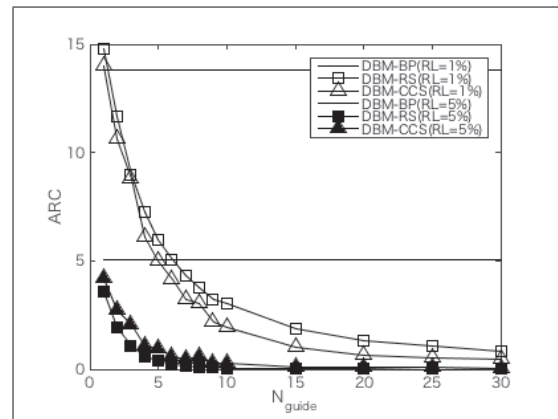 15
DBM-BP(RL=1%)
DBM-RS(RL=1%)
DBM-CCS(RL=1%)
DBM-BP(RL=5%)
DBM-RS(RL=5%)
DBM-CCS(RL=5%)
10
ARC
5
0
0 5 10 15 20 25 30
N_guide